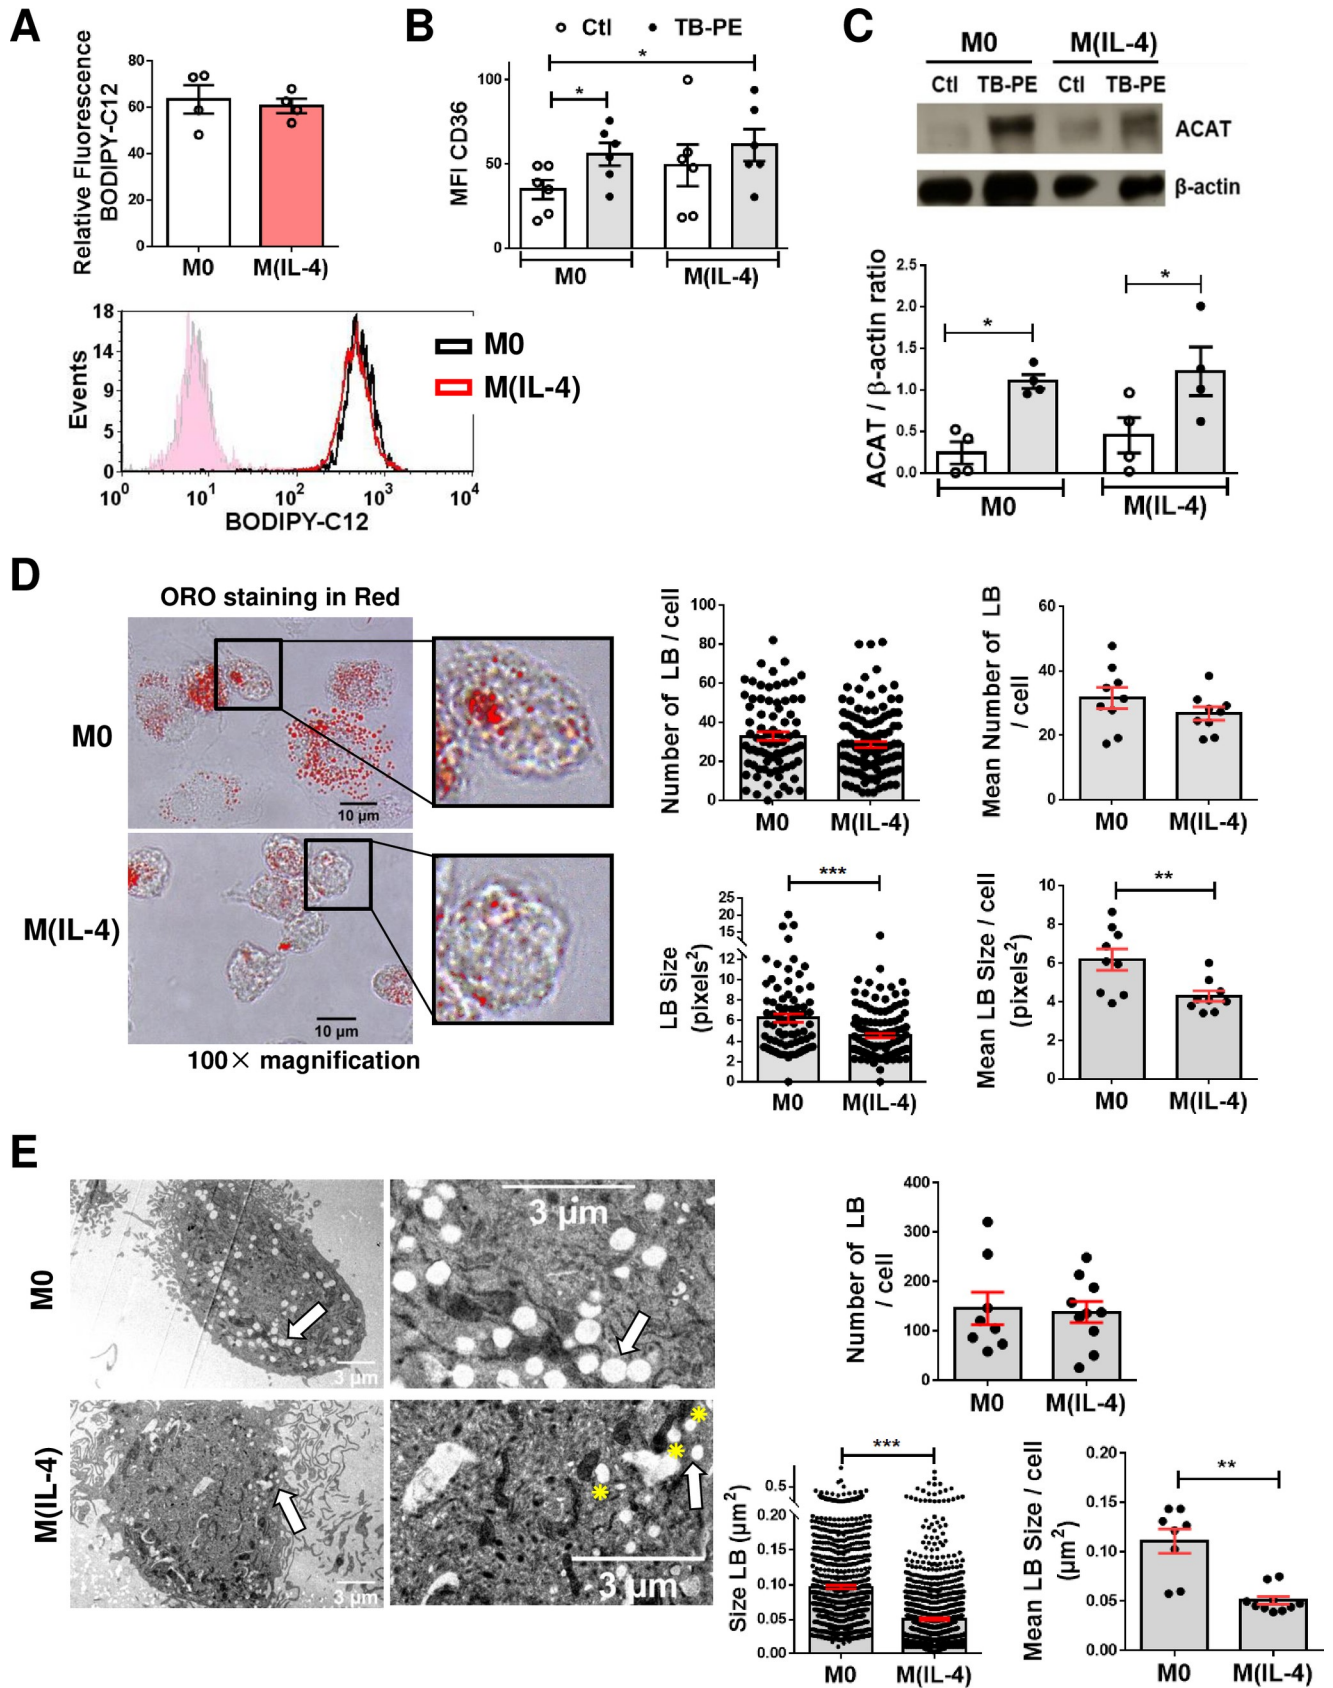 A
Relative Fluorescence
BODIPY-C12
80
60
40
20
0
M0
M(IL-4)
Events
18
14
9
5
0
10⁰
10¹
10²
10³
10⁴
BODIPY-C12
M0
M(IL-4)
B
Ctl
TB-PE
MFI CD36
100
50
0
*
*
M0
M(IL-4)
C
M0
M(IL-4)
Ctl
TB-PE
Ctl
TB-PE
ACAT
β-actin
ACAT / β-actin ratio
2.5
2.0
1.5
1.0
0.5
0.0
*
*
M0
M(IL-4)
D
ORO staining in Red
M0
10 µm
M(IL-4)
10 µm
100× magnification
Number of LB / cell
100
80
60
40
20
0
M0
M(IL-4)
Mean Number of LB
/ cell
60
40
20
0
M0
M(IL-4)
LB Size
(pixels²)
25
20
15
12
10
8
6
4
2
0
***
M0
M(IL-4)
Mean LB Size / cell
(pixels²)
10
8
6
4
2
0
**
M0
M(IL-4)
E
M0
3 µm
3 µm
M(IL-4)
3 µm
3 µm
Number of LB
/ cell
400
300
200
100
0
M0
M(IL-4)
Size LB (µm²)
0.5
0.20
0.15
0.10
0.05
0.00
***
M0
M(IL-4)
Mean LB Size / cell
(µm²)
0.20
0.15
0.10
0.05
0.00
**
M0
M(IL-4)